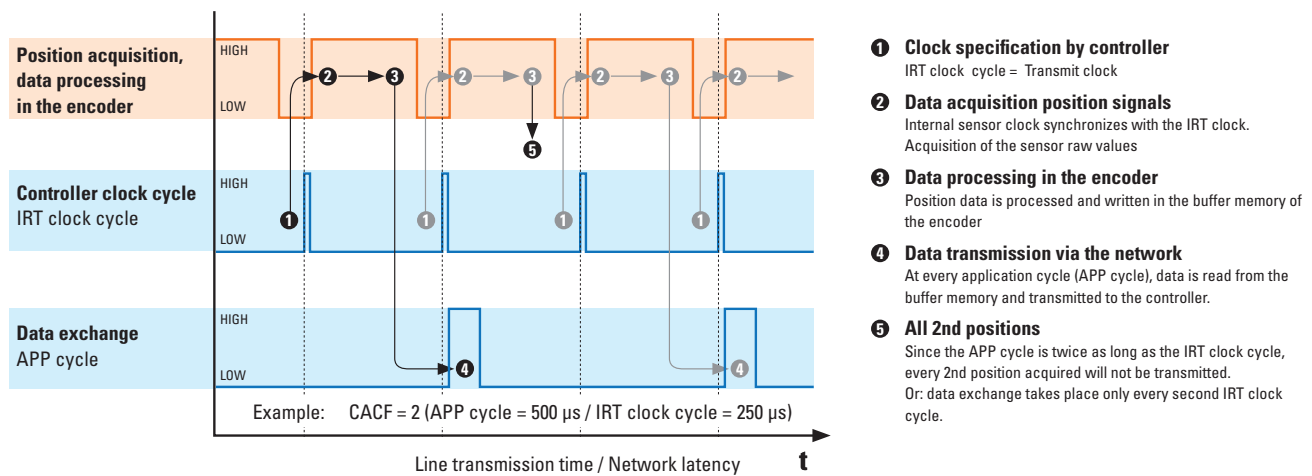 Position acquisition,
data processing
in the encoder
HIGH
LOW
2
3
2
3
2
3
2
5
Controller clock cycle
IRT clock cycle
HIGH
LOW
1
1
1
1
Data exchange
APP cycle
HIGH
LOW
4
4
Example: CACF = 2 (APP cycle = 500 µs / IRT clock cycle = 250 µs)
Line transmission time / Network latency
t
1 Clock specification by controller
IRT clock cycle = Transmit clock
2 Data acquisition position signals
Internal sensor clock synchronizes with the IRT clock.
Acquisition of the sensor raw values
3 Data processing in the encoder
Position data is processed and written in the buffer memory of
the encoder
4 Data transmission via the network
At every application cycle (APP cycle), data is read from the
buffer memory and transmitted to the controller.
5 All 2nd positions
Since the APP cycle is twice as long as the IRT clock cycle,
every 2nd position acquired will not be transmitted.
Or: data exchange takes place only every second IRT clock
cycle.